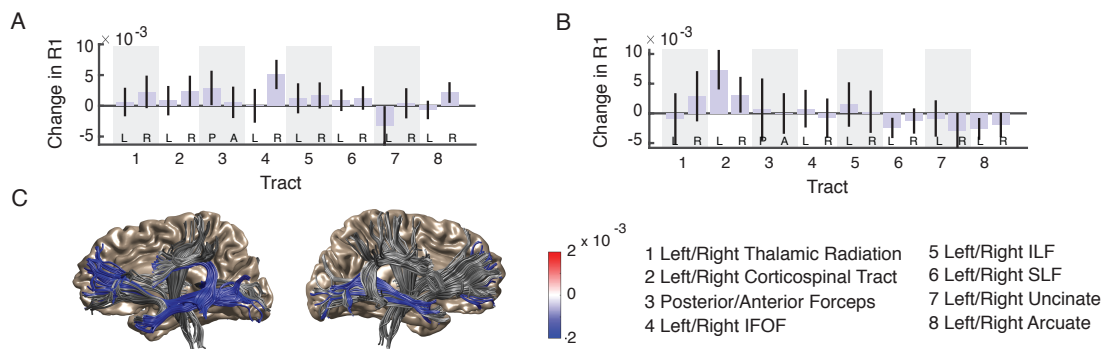 A
× 10 -3
Change in R1
10
5
0
-5
L R L R P A L R L R L R L R L R
1 2 3 4 5 6 7 8
Tract
B
× 10 -3
Change in R1
10
5
0
-5
L R L R P A L R L R L R L R L R
1 2 3 4 5 6 7 8
Tract
C
2 × 10 -3
0
-2
1 Left/Right Thalamic Radiation
2 Left/Right Corticospinal Tract
3 Posterior/Anterior Forceps
4 Left/Right IFOF
5 Left/Right ILF
6 Left/Right SLF
7 Left/Right Uncinate
8 Left/Right Arcuate